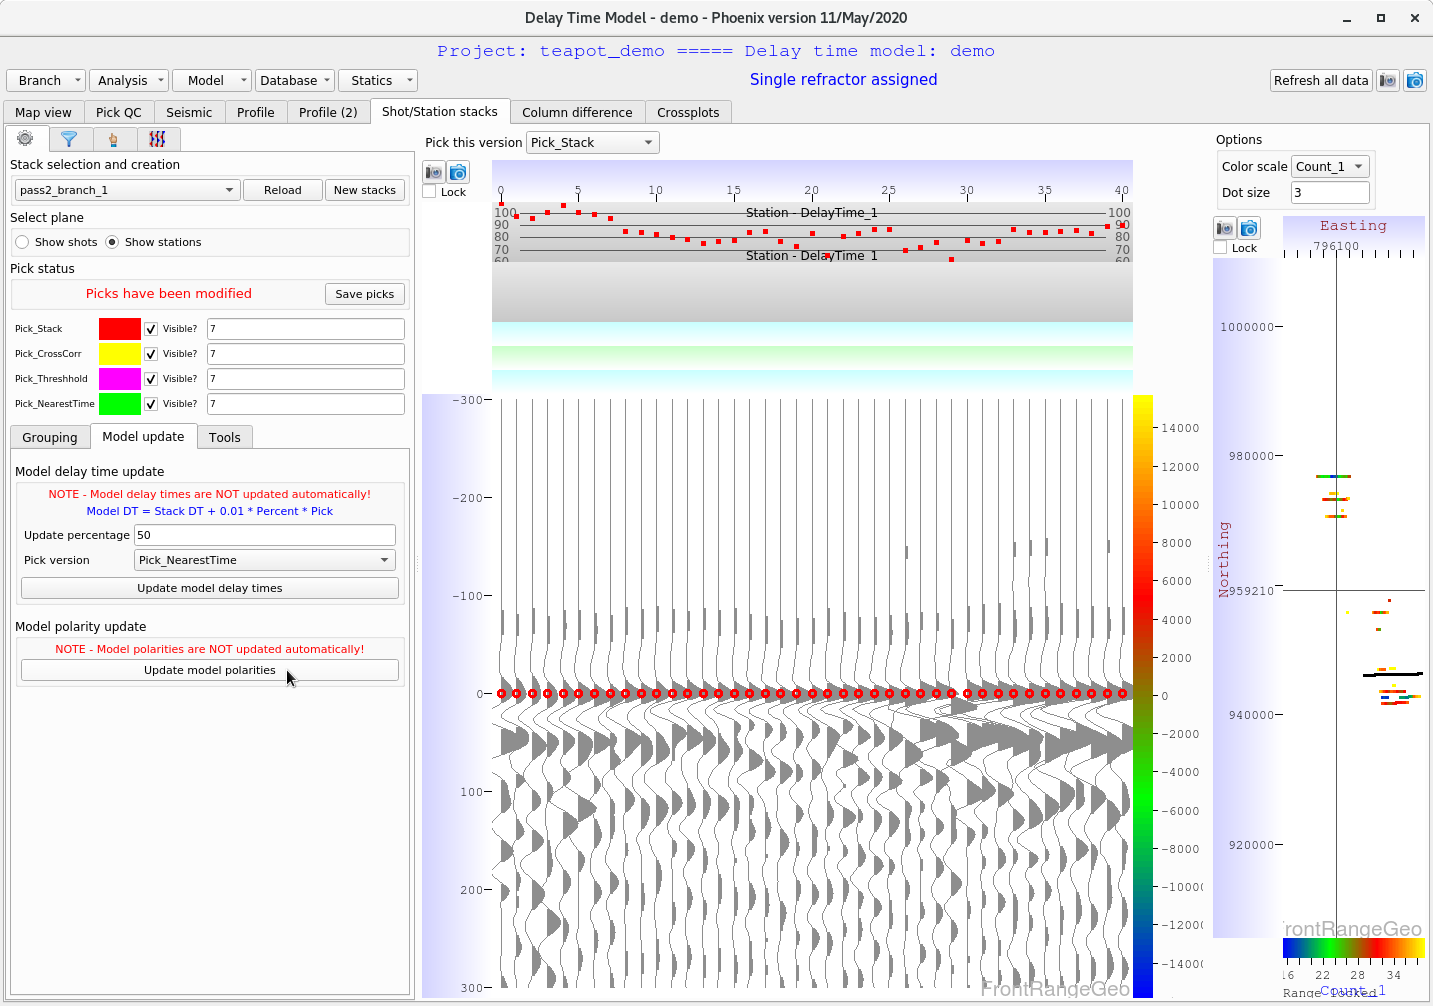 Delay Time Model - demo - Phoenix version 11/May/2020
Project: teapot_demo ===== Delay time model: demo
Branch Analysis Model Database Statics Single refractor assigned Refresh all data
Map view Pick QC Seismic Profile Profile (2) Shot/Station stacks Column difference Crossplots
Stack selection and creation
pass2_branch_1 Reload New stacks
Select plane
Show shots Show stations
Pick status
Picks have been modified Save picks
Pick_Stack Visible? 7
Pick_CrossCorr Visible? 7
Pick_Threshhold Visible? 7
Pick_NearestTime Visible? 7
Grouping Model update Tools
Model delay time update
NOTE - Model delay times are NOT updated automatically!
Model DT = Stack DT + 0.01 * Percent * Pick
Update percentage 50
Pick version Pick_NearestTime
Update model delay times
Model polarity update
NOTE - Model polarities are NOT updated automatically!
Update model polarities
Pick this version Pick_Stack
Lock
0 5 10 15 20 25 30 35 40
100 Station - DelayTime_1 100
90 90
80 80
70 70
60 Station - DelayTime_1 60
-300
-200
-100
0
100
200
300
14000
12000
10000
8000
6000
4000
2000
0
-2000
-4000
-6000
-8000
-10000
-12000
-14000
FrontRangeGeo
Options
Color scale Count_1
Dot size 3
Lock
Easting
796100
Northing
1000000
980000
959210
940000
920000
FrontRangeGeo
16 22 28 34
Range locked
Count_1